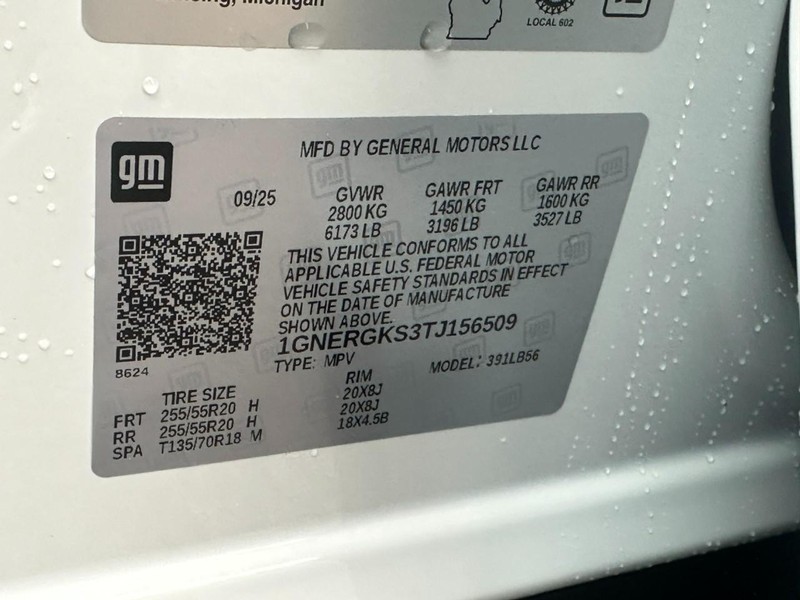 Michigan
LOCAL 602
gm
MFD BY GENERAL MOTORS LLC
09/25
GVWR
2800 KG
6173 LB
GAWR FRT
1450 KG
3196 LB
GAWR RR
1600 KG
3527 LB
THIS VEHICLE CONFORMS TO ALL
APPLICABLE U.S. FEDERAL MOTOR
VEHICLE SAFETY STANDARDS IN EFFECT
ON THE DATE OF MANUFACTURE
SHOWN ABOVE.
1GNERGKS3TJ156509
TYPE: MPV
MODEL: 391LB56
8624
TIRE SIZE RIM
FRT 255/55R20 H 20X8J
RR 255/55R20 H 20X8J
SPA T135/70R18 M 18X4.5B